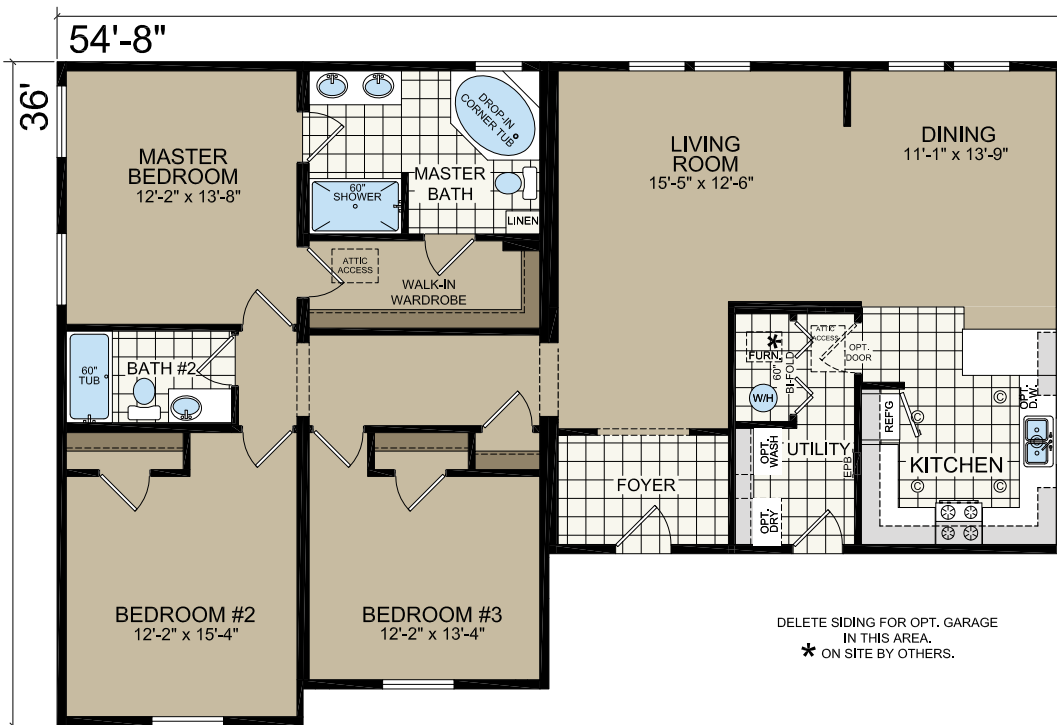 54'-8"
36'
MASTER
BEDROOM
12'-2" x 13'-8"
DROP-IN
CORNER TUB
60"
SHOWER
MASTER
BATH
LINEN
ATTIC
ACCESS
WALK-IN
WARDROBE
LIVING
ROOM
15'-5" x 12'-6"
DINING
11'-1" x 13'-9"
60"
TUB
BATH #2
*
FURN.
60"
BI-FOLD
ATTIC
ACCESS
OPT.
DOOR
W/H
OPT.
WASH
UTILITY
EPB
OPT.
DRY
REF'G
C
C
C
C
OPT.
D.W.
KITCHEN
FOYER
BEDROOM #2
12'-2" x 15'-4"
BEDROOM #3
12'-2" x 13'-4"
DELETE SIDING FOR OPT. GARAGE
IN THIS AREA.
* ON SITE BY OTHERS.